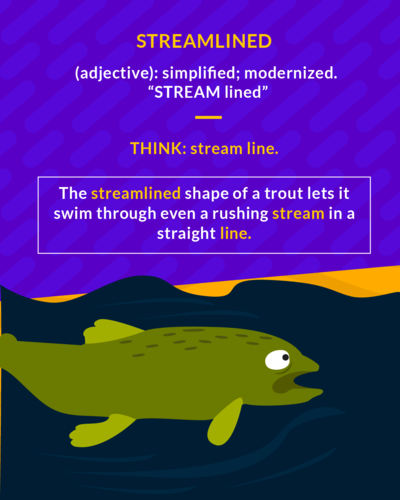 STREAMLINED
(adjective): simplified; modernized.
“STREAM lined”
THINK: stream line.
The streamlined shape of a trout lets it
swim through even a rushing stream in a
straight line.